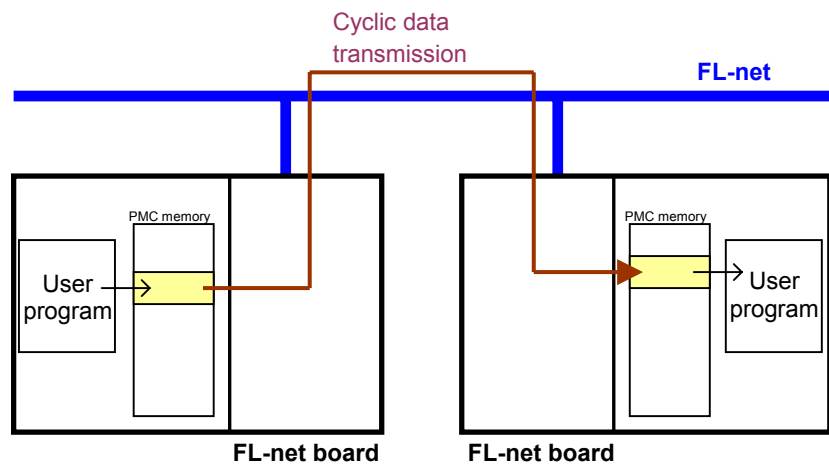 Cyclic data
transmission
FL-net
PMC memory
User
program
PMC memory
User
program
FL-net board
FL-net board